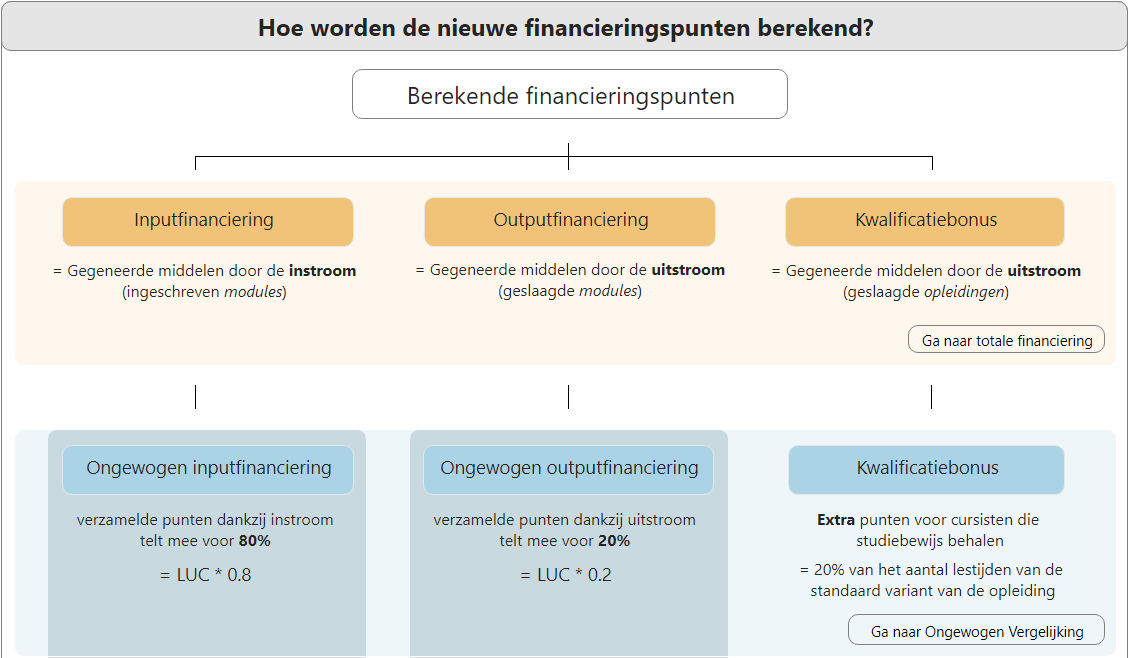 Hoe worden de nieuwe financieringspunten berekend?
Berekende financieringspunten
Inputfinanciering
= Gegeneerde middelen door de instroom
(ingeschreven modules)
Outputfinanciering
= Gegeneerde middelen door de uitstroom
(geslaagde modules)
Kwalificatiebonus
= Gegeneerde middelen door de uitstroom
(geslaagde opleidingen)
Ga naar totale financiering
Ongewogen inputfinanciering
verzamelde punten dankzij instroom
telt mee voor 80%
= LUC * 0.8
Ongewogen outputfinanciering
verzamelde punten dankzij uitstroom
telt mee voor 20%
= LUC * 0.2
Kwalificatiebonus
Extra punten voor cursisten die
studiebewijs behalen
= 20% van het aantal lestijden van de
standaard variant van de opleiding
Ga naar Ongewogen Vergelijking